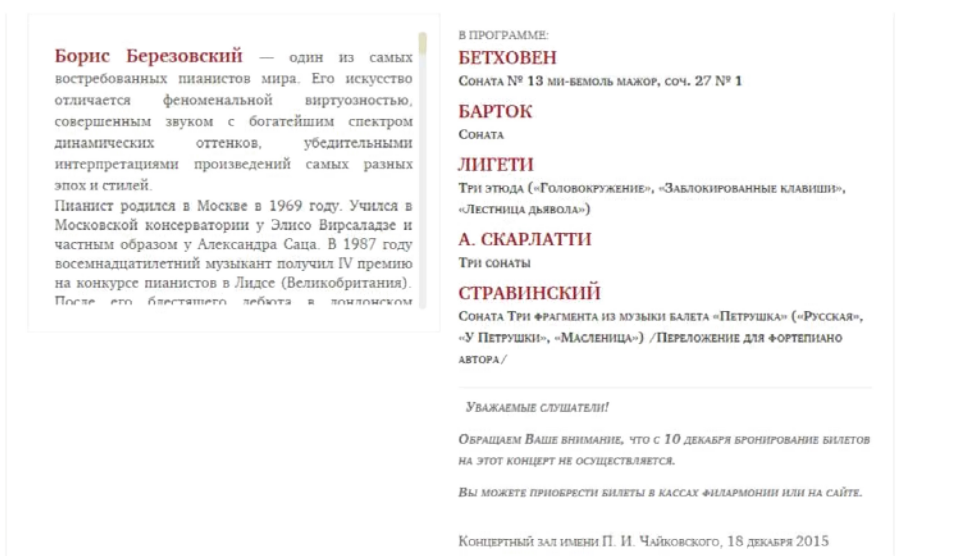 Борис Березовский — один из самых
востребованных пианистов мира. Его искусство
отличается феноменальной виртуозностью,
совершенным звуком с богатейшим спектром
динамических оттенков, убедительными
интерпретациями произведений самых разных
эпох и стилей.
Пианист родился в Москве в 1969 году. Учился в
Московской консерватории у Элисо Вирсаладзе и
частным образом у Александра Саца. В 1987 году
восемнадцатилетний музыкант получил IV премию
на конкурсе пианистов в Лидсе (Великобритания).
После его блестящего дебюта в лондонском
В ПРОГРАММЕ:
БЕТХОВЕН
Соната № 13 ми-бемоль мажор, соч. 27 № 1
БАРТОК
Соната
ЛИГЕТИ
Три этюда («Головокружение», «Заблокированные клавиши»,
«Лестница дьявола»)
А. СКАРЛАТТИ
Три сонаты
СТРАВИНСКИЙ
Соната Три фрагмента из музыки балета «Петрушка» («Русская»,
«У Петрушки», «Масленица») /Переложение для фортепиано
автора/
Уважаемые слушатели!
Обращаем Ваше внимание, что с 10 декабря бронирование билетов
на этот концерт не осуществляется.
Вы можете приобрести билеты в кассах филармонии или на сайте.
Концертный зал имени П. И. Чайковского, 18 декабря 2015